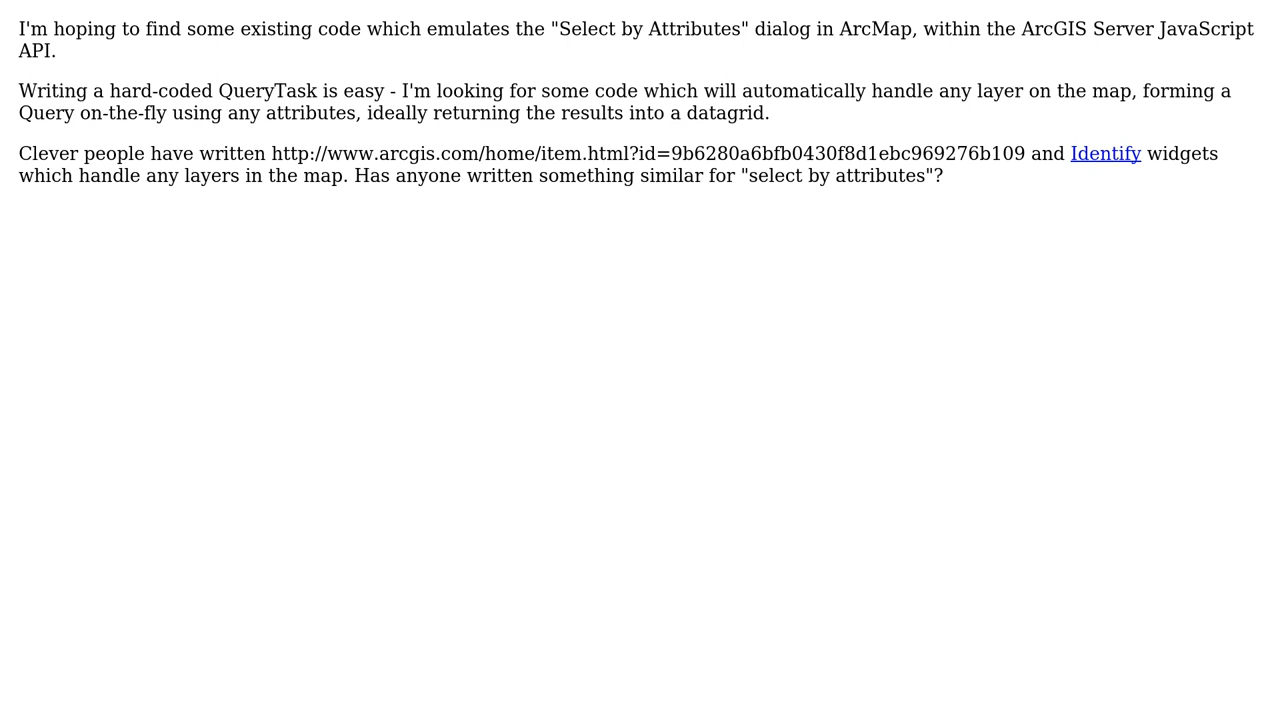 I'm hoping to find some existing code which emulates the "Select by Attributes" dialog in ArcMap, within the ArcGIS Server JavaScript
API.
Writing a hard-coded QueryTask is easy - I'm looking for some code which will automatically handle any layer on the map, forming a
Query on-the-fly using any attributes, ideally returning the results into a datagrid.
Clever people have written http://www.arcgis.com/home/item.html?id=9b6280a6bfb0430f8d1ebc969276b109 and Identify widgets
which handle any layers in the map. Has anyone written something similar for "select by attributes"?